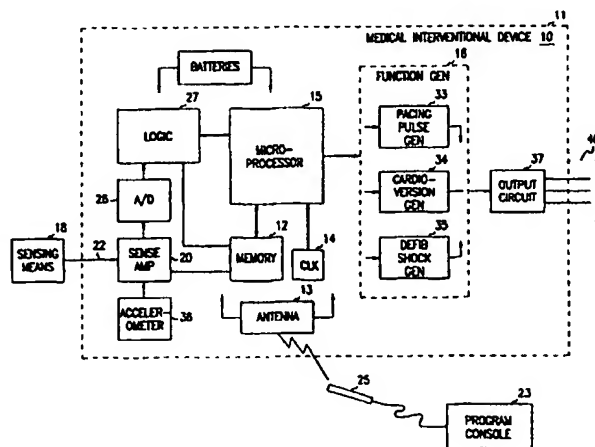 11
MEDICAL INTERVENTIONAL DEVICE 10
BATTERIES
16
FUNCTION GEN
27
LOGIC
15
MICRO-
PROCESSOR
33
PACING
PULSE
GEN
34
CARDIO-
VERSION
GEN
35
DEFIB
SHOCK
GEN
37
OUTPUT
CIRCUIT
40
A/D
18
SENSING
MEANS
22
SENSE
AMP
20
12
MEMORY
14
CLK
ACCELER-
OMETER
13
ANTENNA
25
23
PROGRAM
CONSOLE